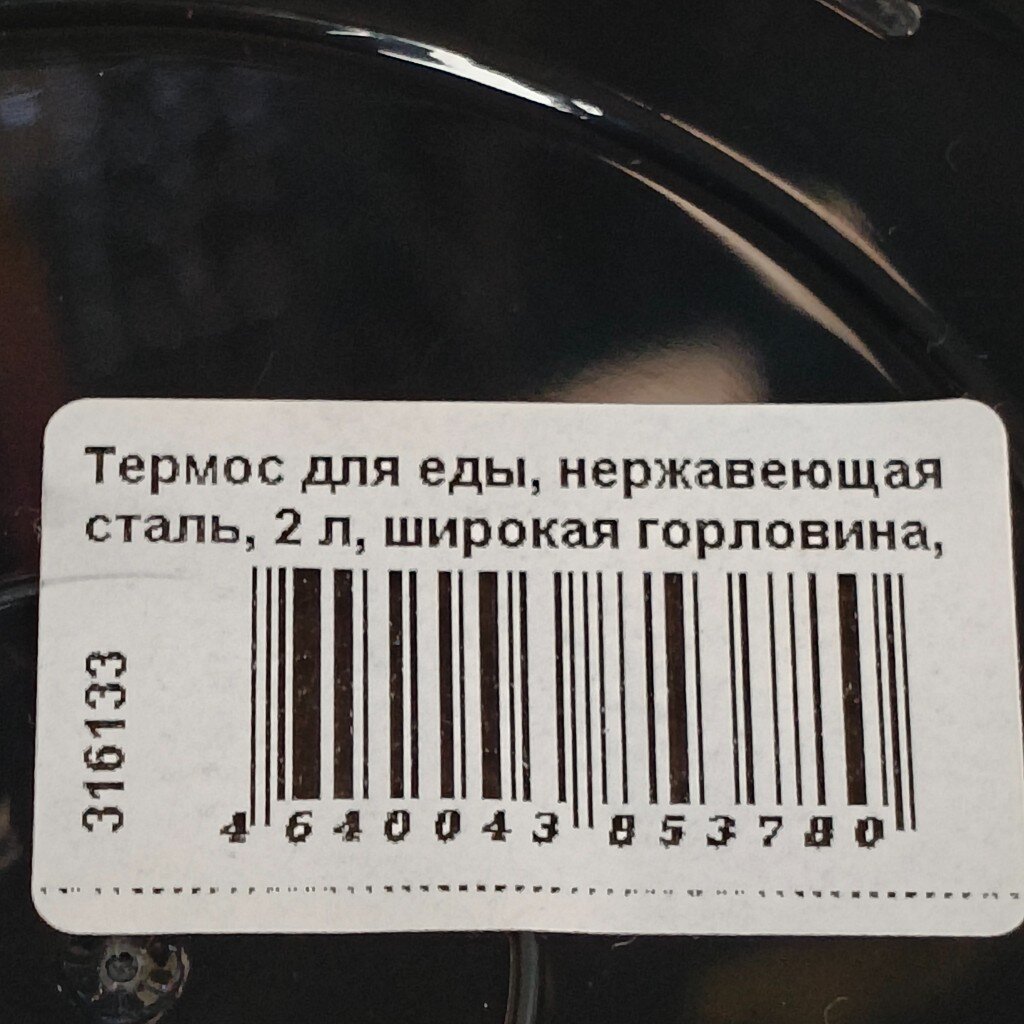 Термос для еды, нержавеющая
сталь, 2 л, широкая горловина,
316133
4 640043 853780